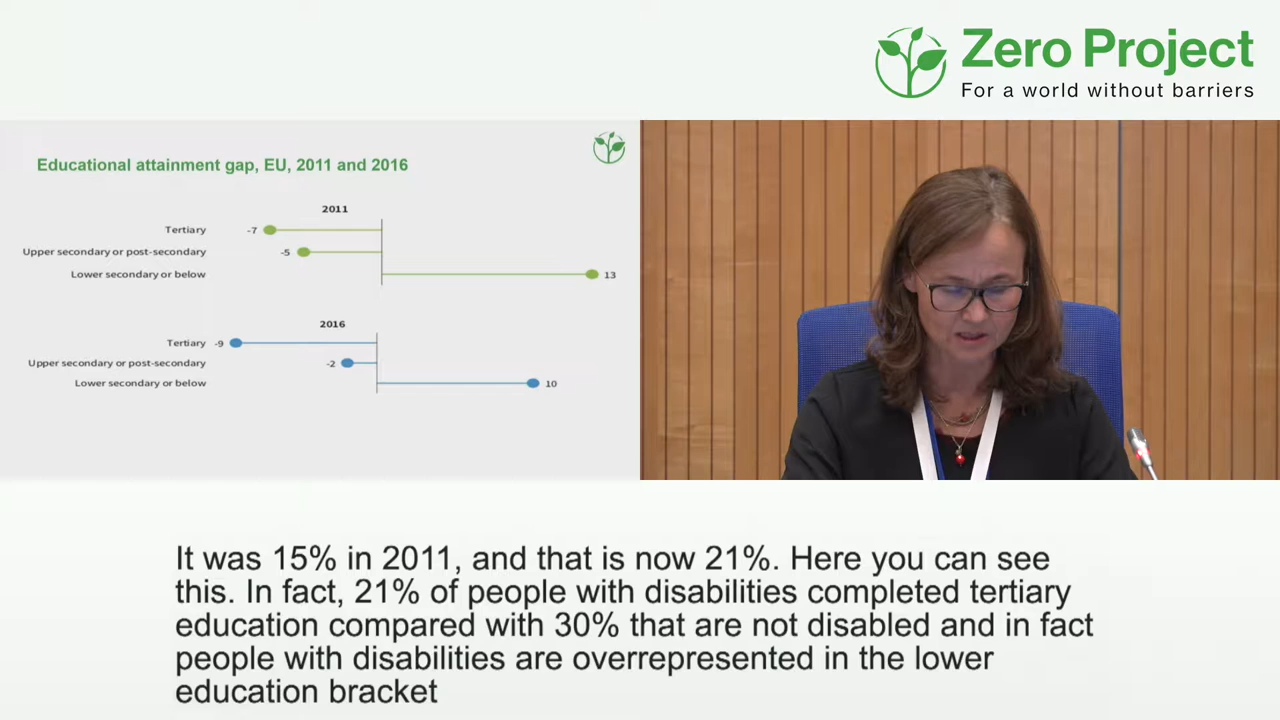 Zero Project
For a world without barriers
Educational attainment gap, EU, 2011 and 2016
2011
Tertiary -7
Upper secondary or post-secondary -5
Lower secondary or below 13
2016
Tertiary -9
Upper secondary or post-secondary -2
Lower secondary or below 10
It was 15% in 2011, and that is now 21%. Here you can see
this. In fact, 21% of people with disabilities completed tertiary
education compared with 30% that are not disabled and in fact
people with disabilities are overrepresented in the lower
education bracket